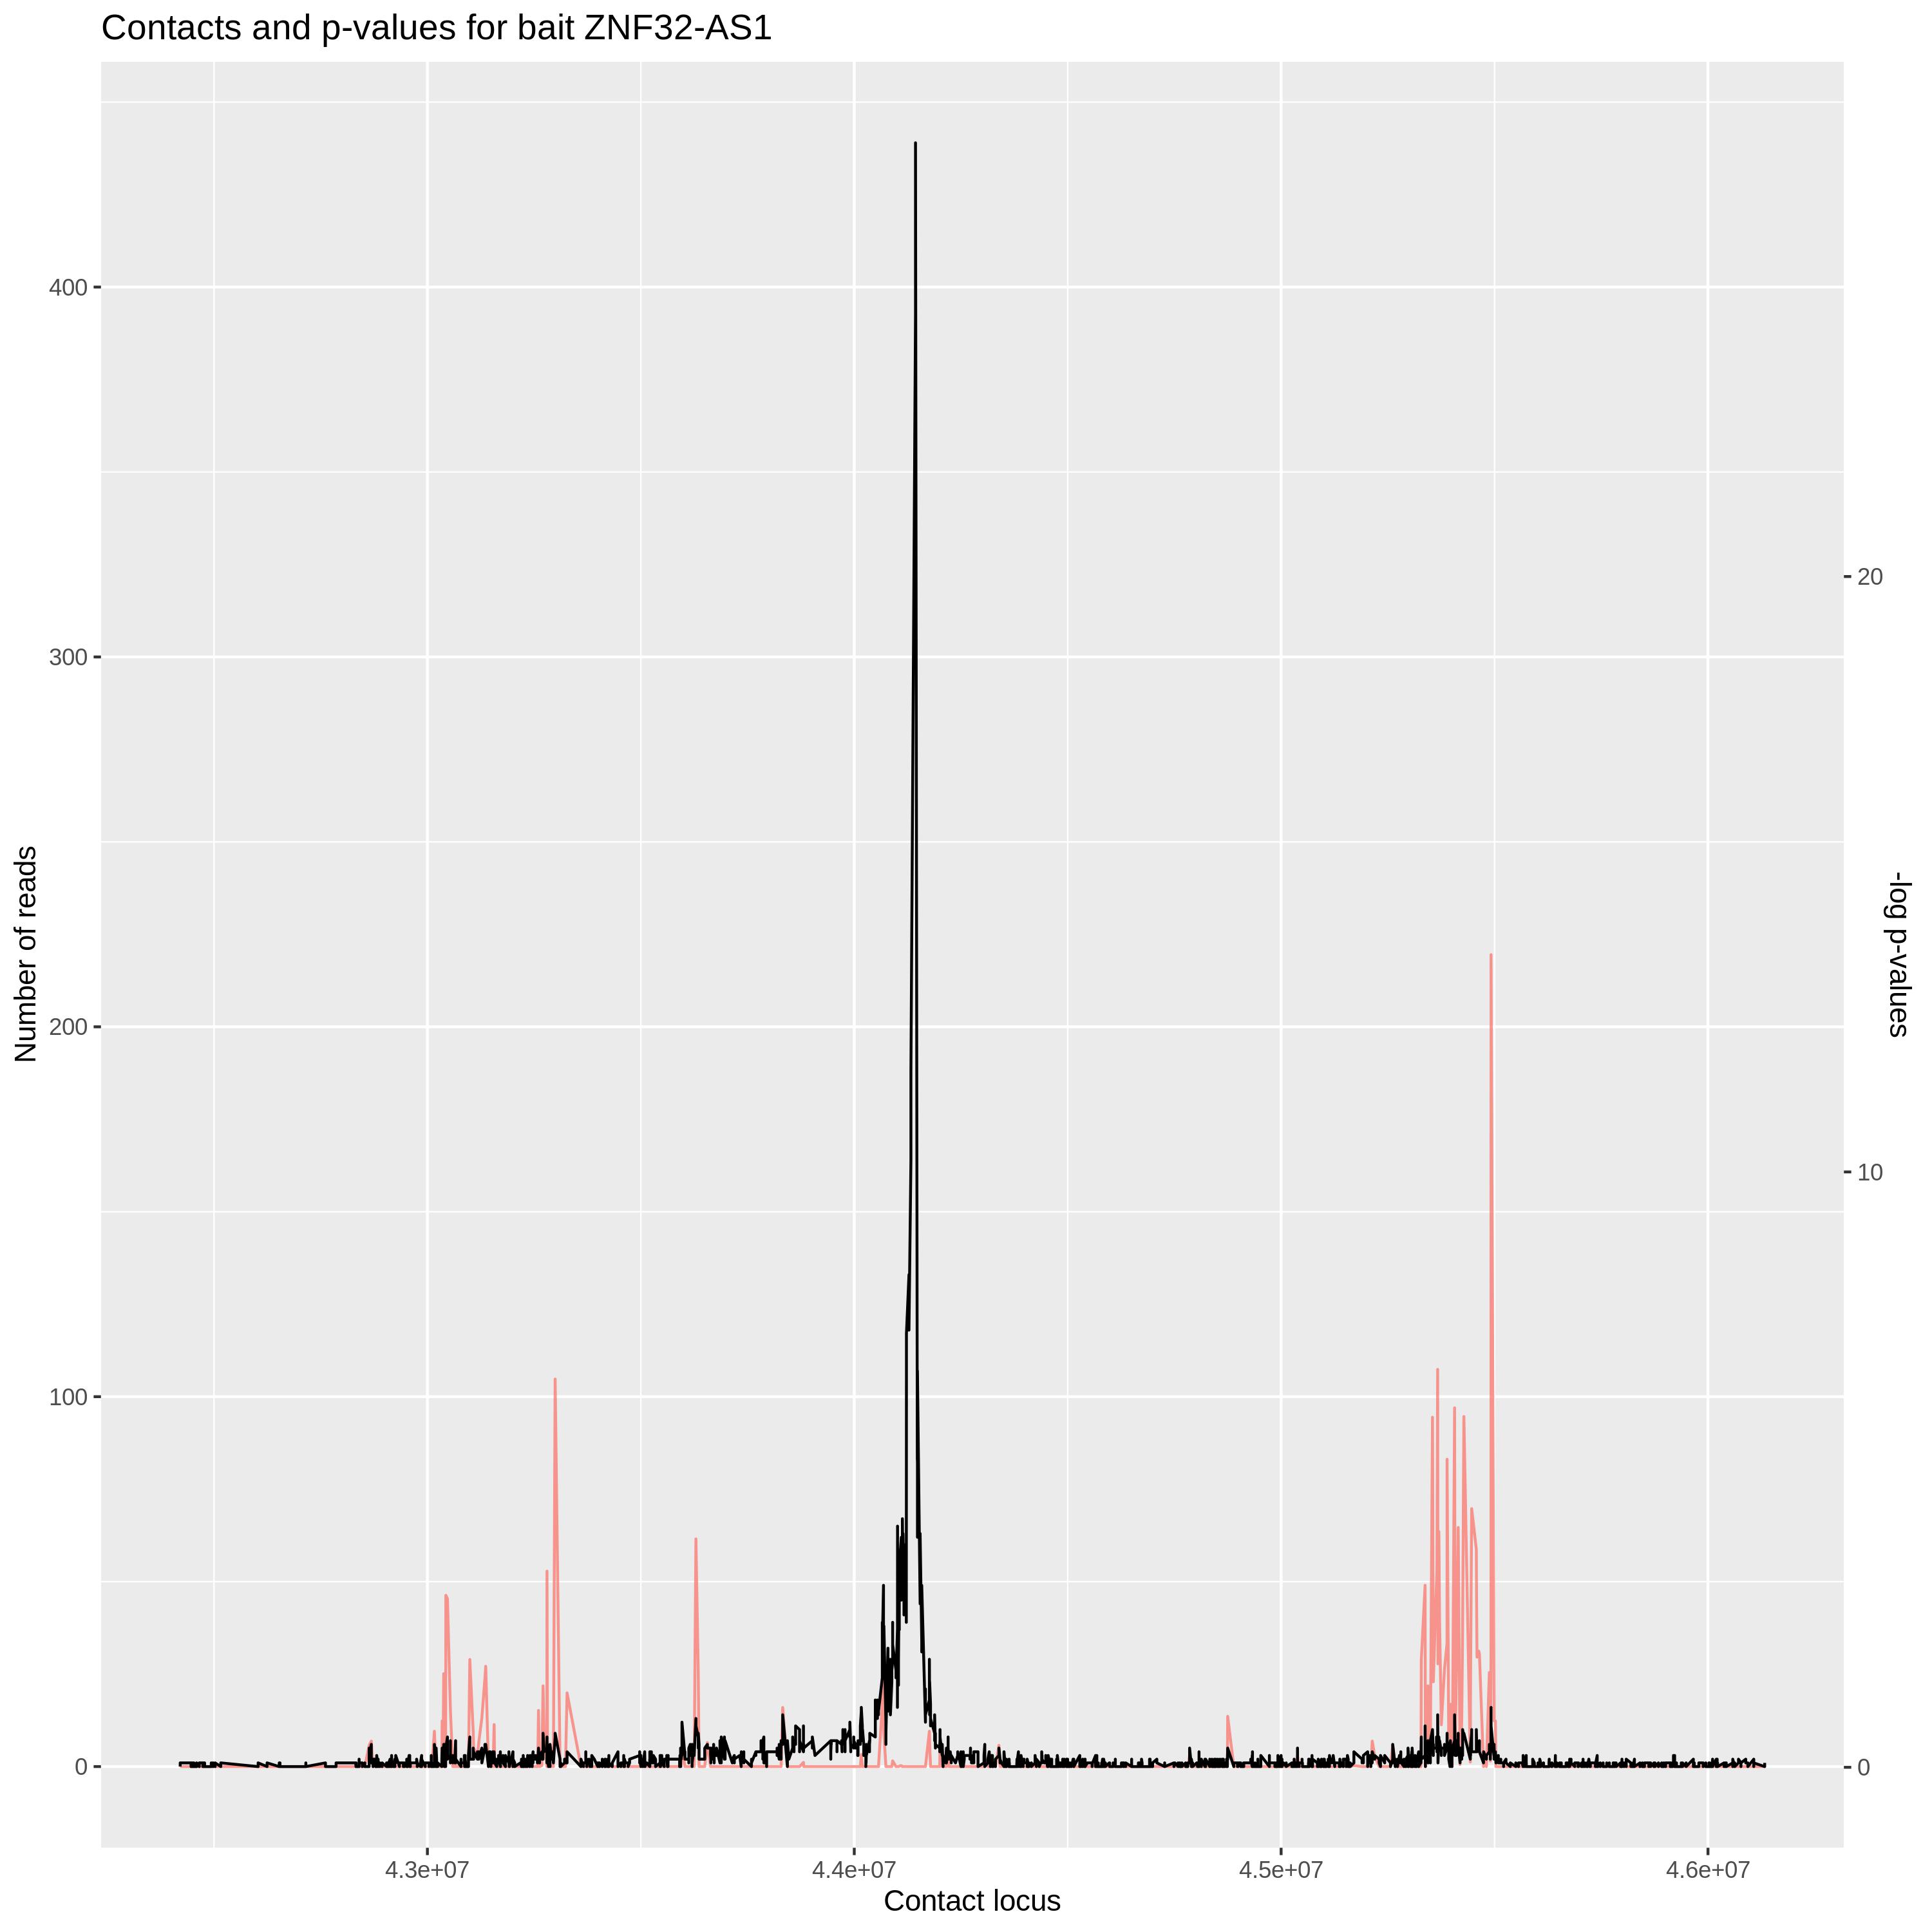 Contacts and p-values for bait ZNF32-AS1
400
300
200
100
0
Number of reads
20
10
0
-log p-values
4.3e+07
4.4e+07
4.5e+07
4.6e+07
Contact locus